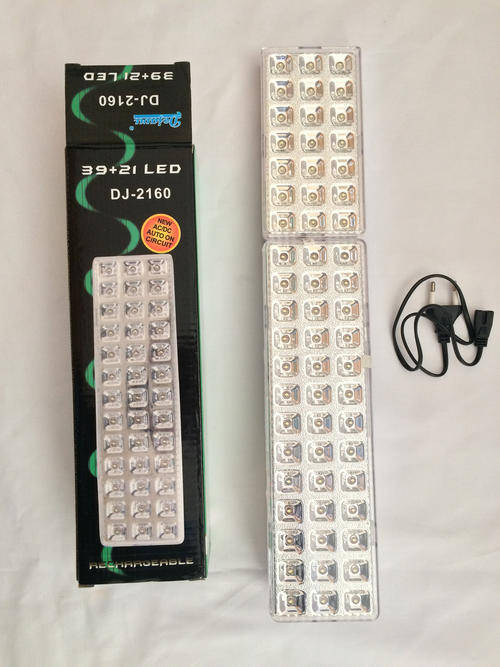 39+21 LED
DJ-2160
39+21 LED
DJ-2160
NEW
AC/DC
AUTO ON
CIRCUIT
RECHARGEABLE